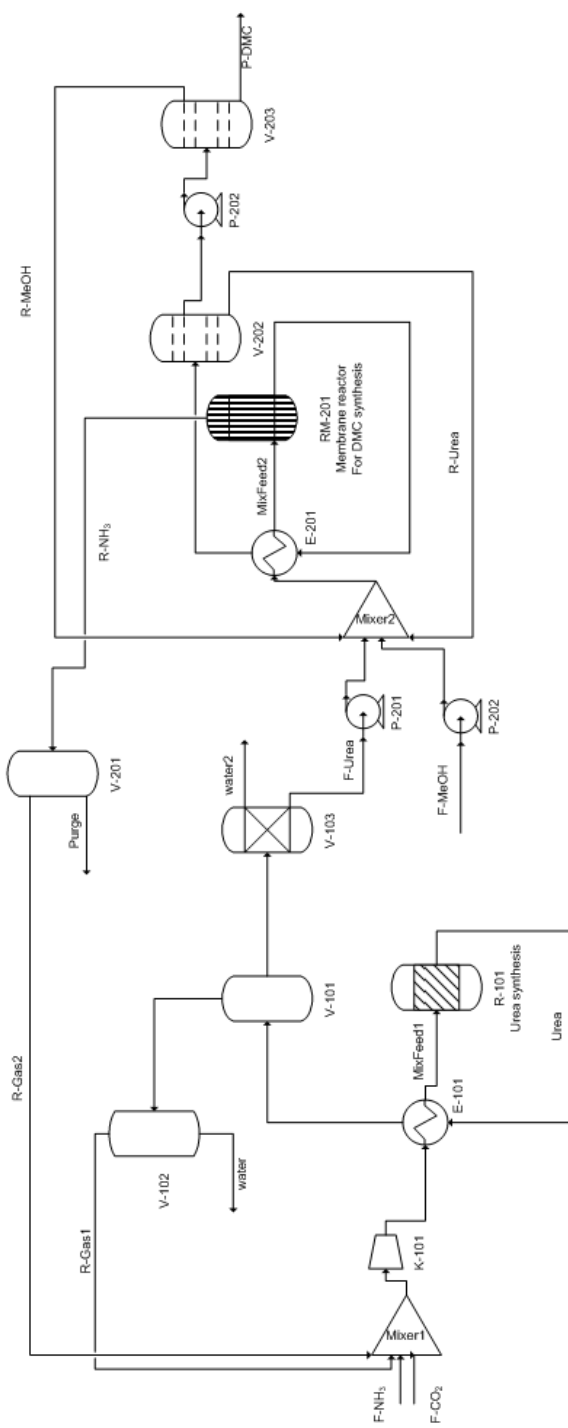 R-MeOH
P-DMC
V-203
P-202
V-202
R-NH₃
MixFeed2
RM-201
Membrane reactor
For DMC synthesis
E-201
R-Urea
Mixer2
V-201
Purge
water2
V-103
F-Urea
P-201
P-202
F-MeOH
R-Gas2
V-101
V-102
water
R-Gas1
R-101
Urea synthesis
MixFeed1
E-101
Urea
K-101
Mixer1
F-NH₃
F-CO₂